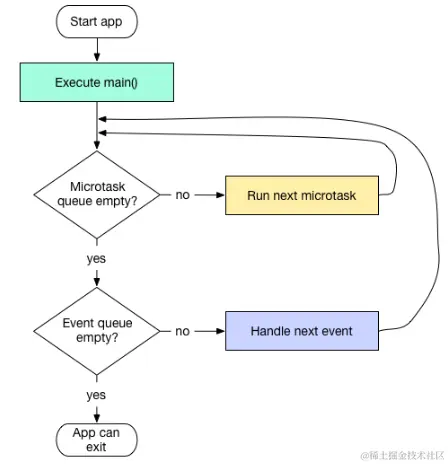 Start app
Execute main()
Microtask
queue empty?
no
Run next microtask
yes
Event queue
empty?
no
Handle next event
yes
App can
exit
@稀土掘金技术社区